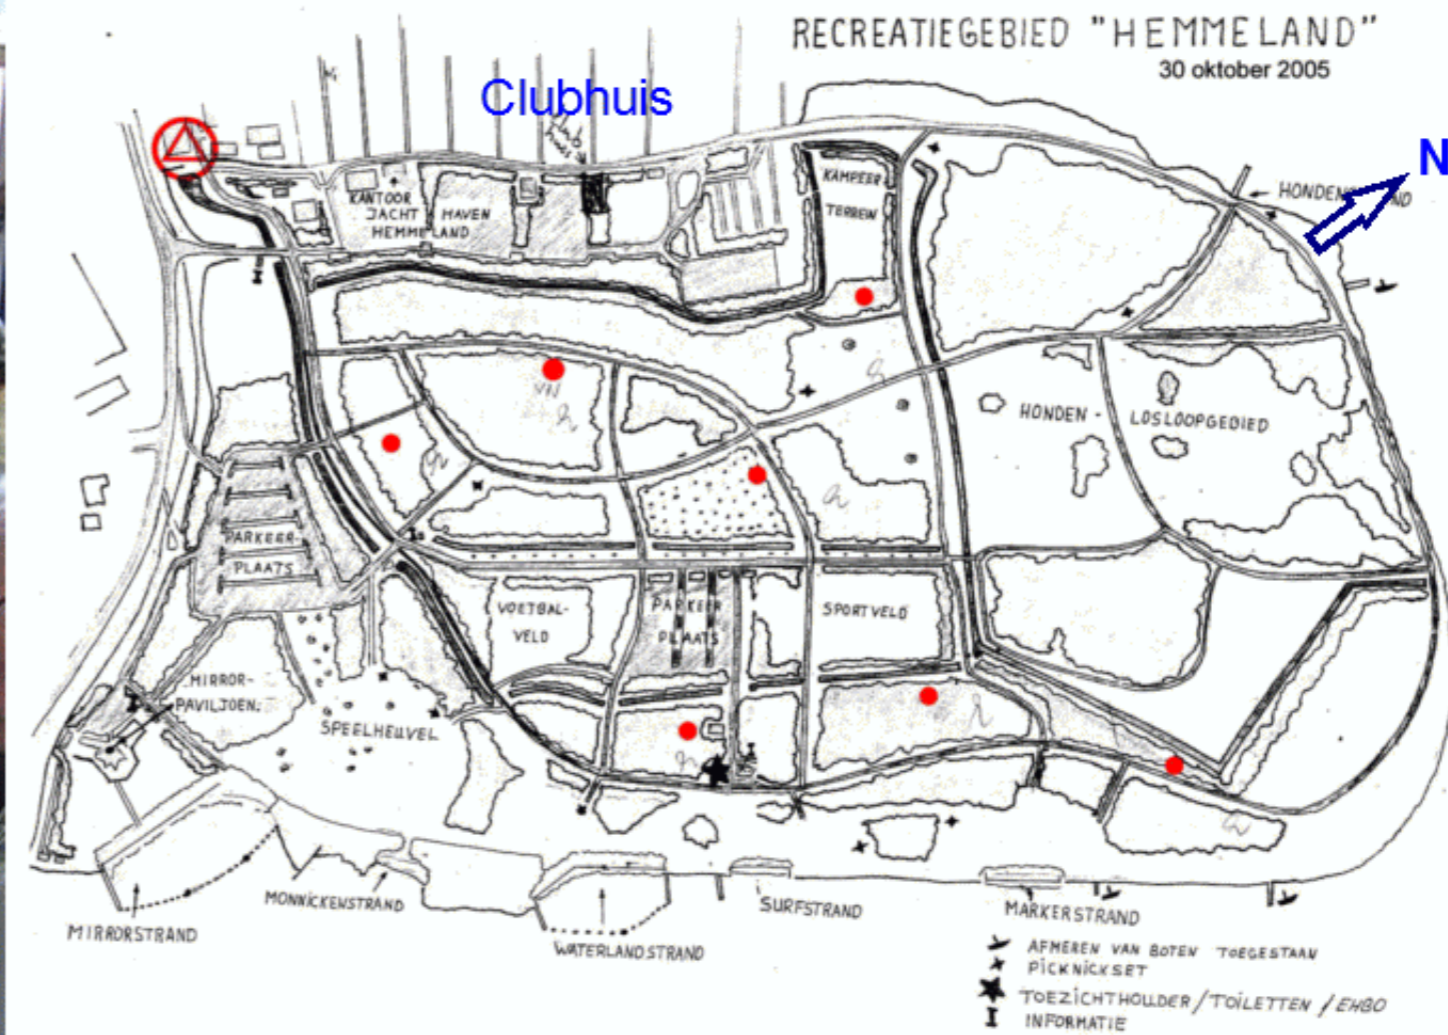 RECREATIEGEBIED "HEMMELAND"
30 oktober 2005
Clubhuis
N
KANTOOR
JACHT HAVEN
HEMMELAND
KAMPEER
TERREIN
HONDEN -
LOSLOOPGEBIED
PARKEER-
PLAATS
VOETBAL-
VELD
PARKEER
PLAATS
SPORTVELD
MIRROR-
PAVILJOEN.
SPEELHEUVEL
MIRRORSTRAND
MONNICKENSTRAND
WATERLANDSTRAND
SURFSTRAND
MARKERSTRAND
AFMEREN VAN BOTEN TOEGESTAAN
PICKNICKSET
TOEZICHTHOUDER/TOILETTEN / EHBO
INFORMATIE